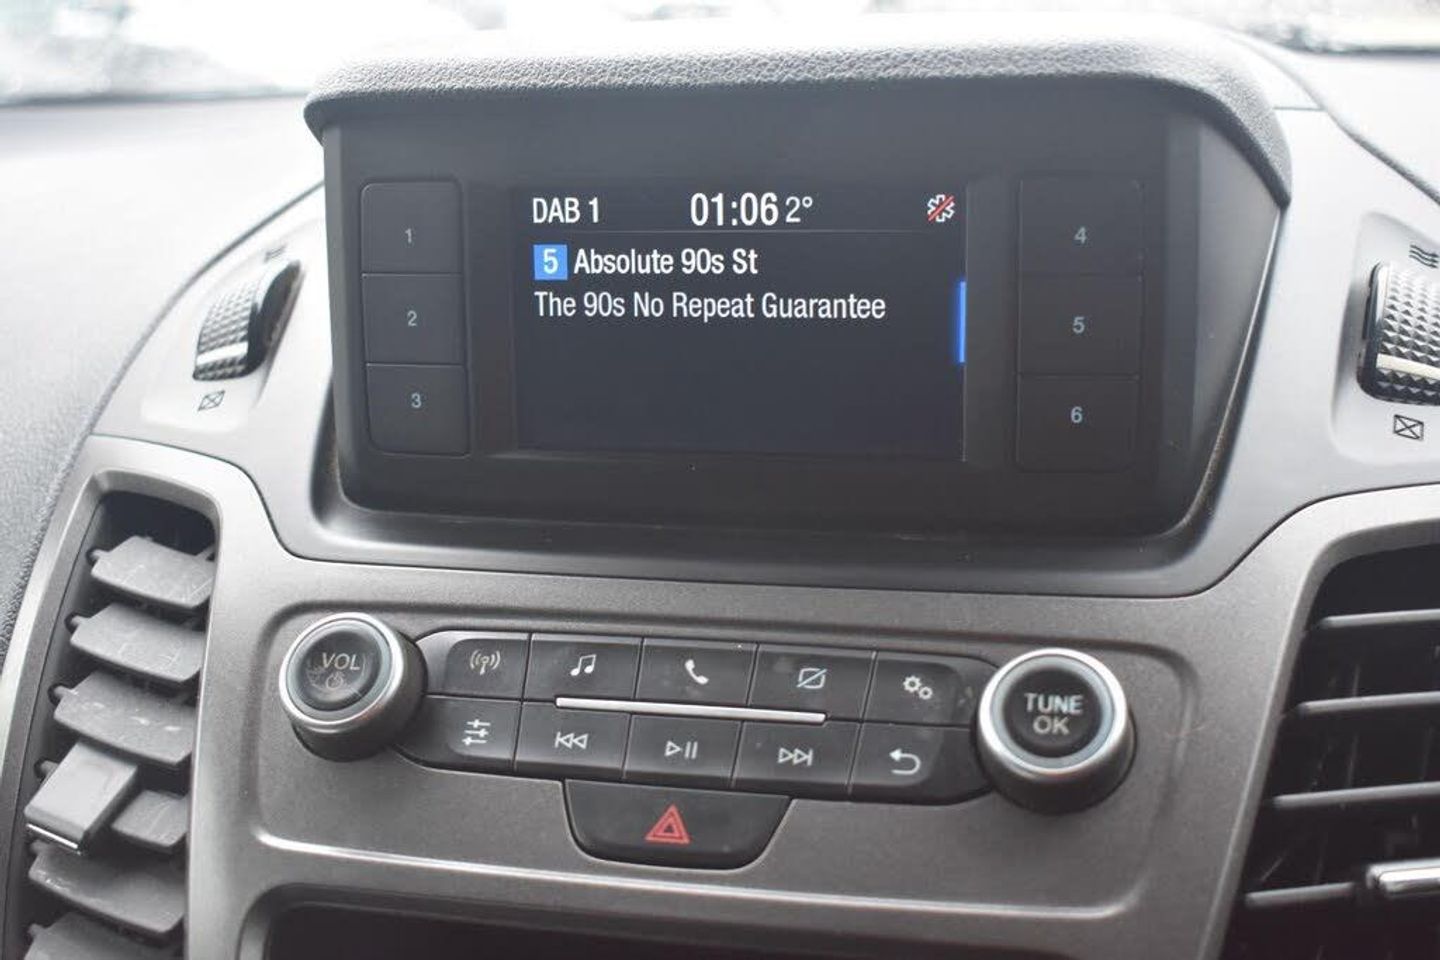 DAB 1 01:06 2°
5 Absolute 90s St
The 90s No Repeat Guarantee
1
2
3
4
5
6
VOL
TUNE
OK